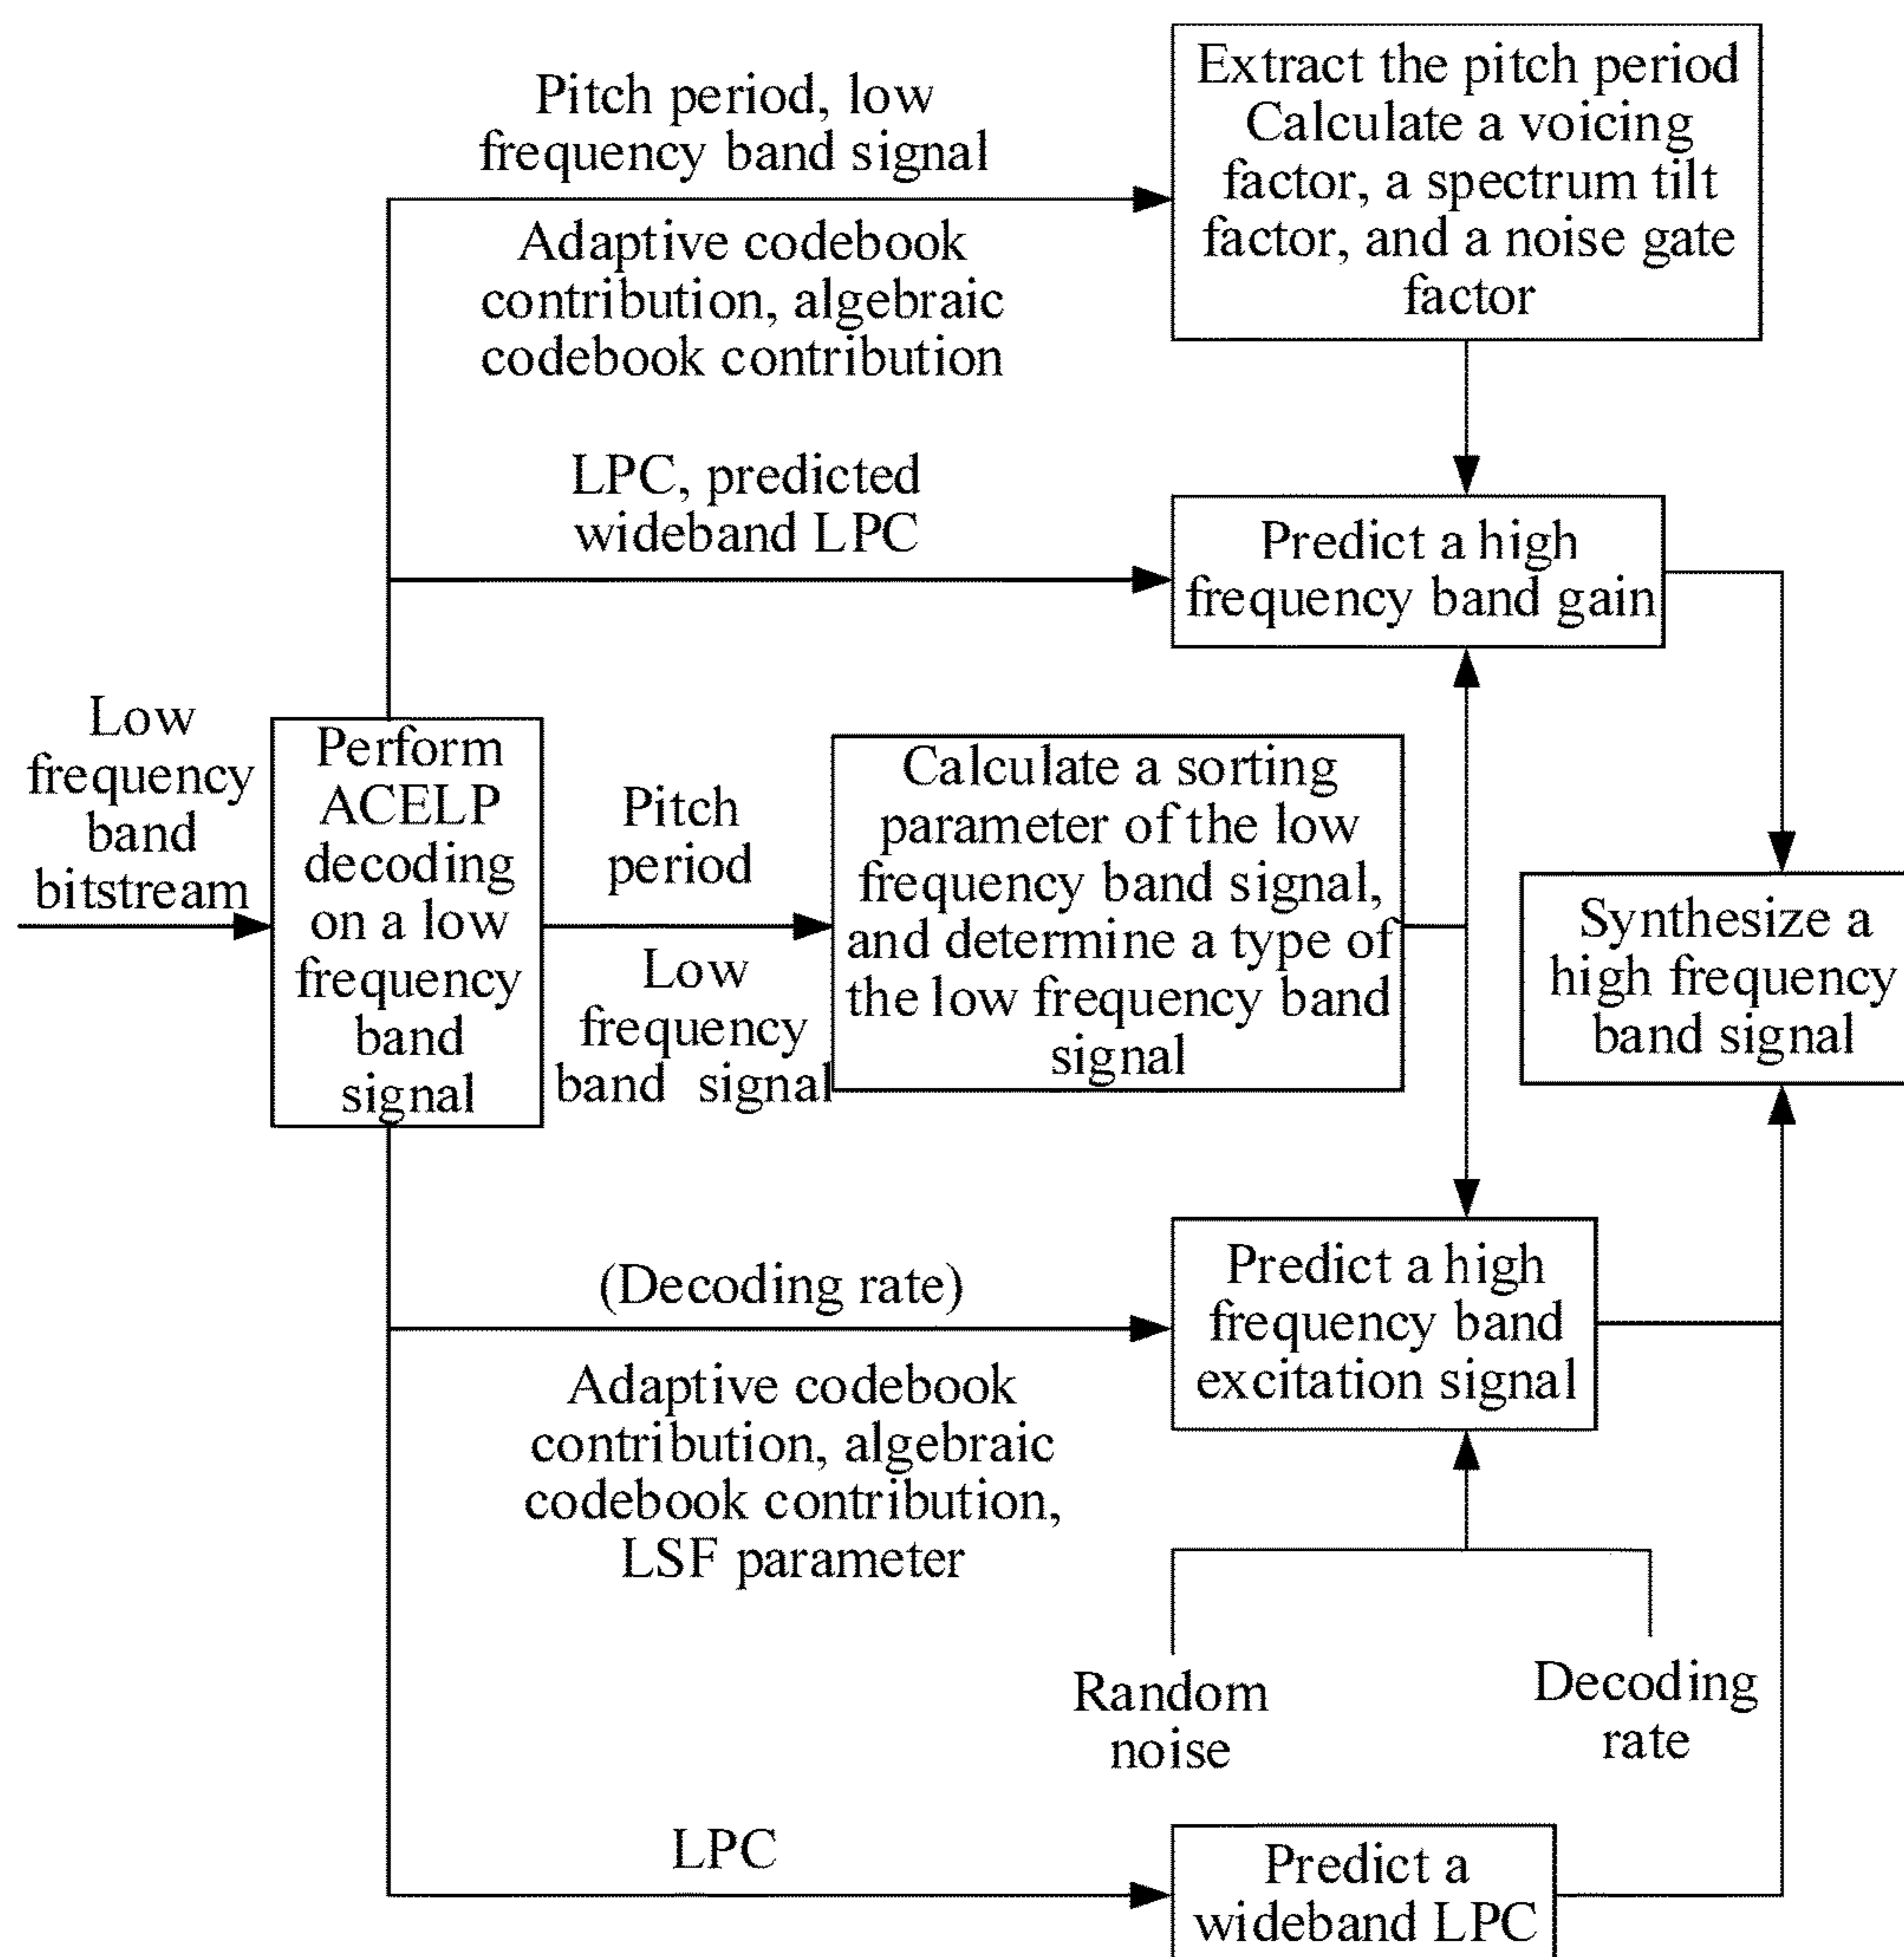 Pitch period, low
frequency band signal
Adaptive codebook
contribution, algebraic
codebook contribution
Extract the pitch period
Calculate a voicing
factor, a spectrum tilt
factor, and a noise gate
factor
LPC, predicted
wideband LPC
Predict a high
frequency band gain
Low
frequency
band
bitstream
Perform
ACELP
decoding
on a low
frequency
band
signal
Pitch
period
Low
frequency
band signal
Calculate a sorting
parameter of the low
frequency band signal,
and determine a type of
the low frequency band
signal
Synthesize a
high frequency
band signal
(Decoding rate)
Adaptive codebook
contribution, algebraic
codebook contribution,
LSF parameter
Predict a high
frequency band
excitation signal
Random
noise
Decoding
rate
LPC
Predict a
wideband LPC